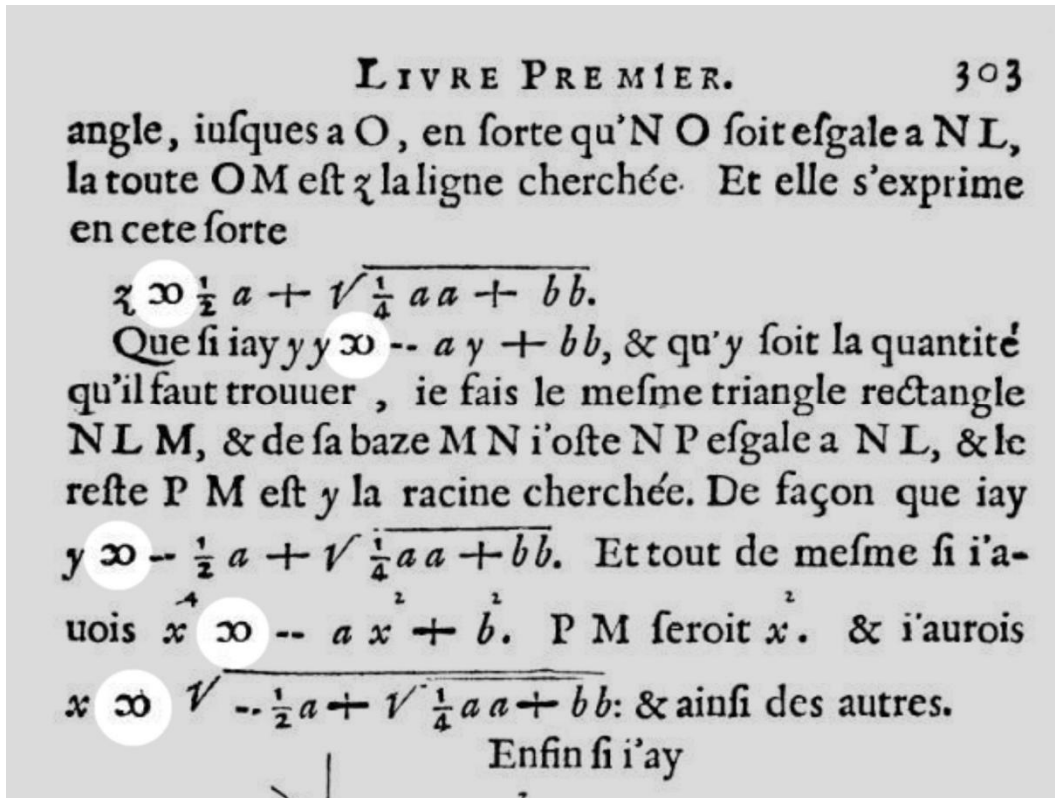 LIVRE PREMIER. 303
angle, iuſques a O, en ſorte qu'N O ſoit eſgale a N L,
la toute O M eſt z la ligne cherchée. Et elle s'exprime
en cete ſorte
z ꝏ ½ a + √ ¼ aa + bb.
Que ſi iay yy ꝏ -- a y + bb, & qu'y ſoit la quantité
qu'il faut trouuer , ie fais le meſme triangle rectangle
N L M, & de ſa baze M N i'oſte N P eſgale a N L, & le
reſte P M eſt y la racine cherchée. De façon que iay
y ꝏ -- ½ a + √ ¼ aa + bb. Et tout de meſme ſi i'a-
uois x⁴ ꝏ -- a x² + b². P M ſeroit x². & i'aurois
x ꝏ √ -- ½ a + √ ¼ aa + bb: & ainſi des autres.
Enfin ſi i'ay